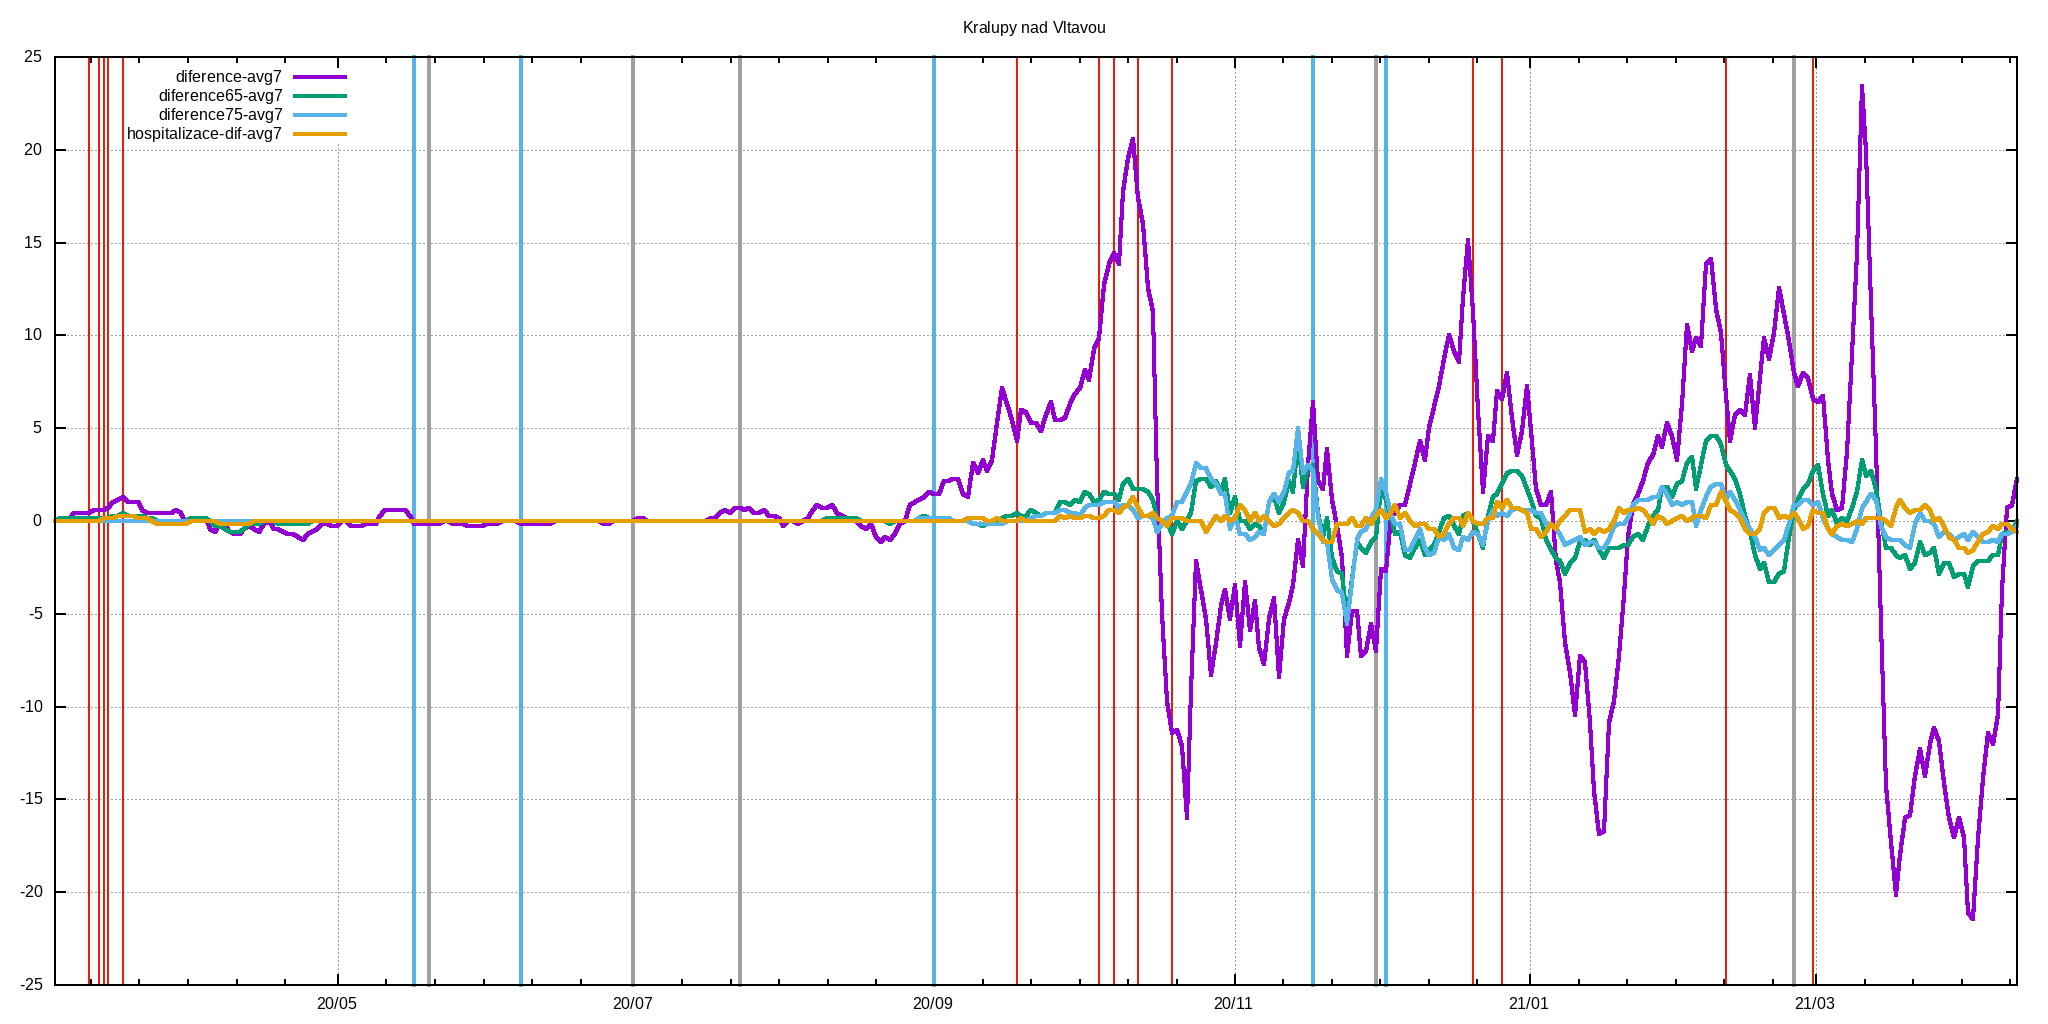 Kralupy nad Vltavou
diference-avg7
diference65-avg7
diference75-avg7
hospitalizace-dif-avg7
25
20
15
10
5
0
-5
-10
-15
-20
-25
20/05 20/07 20/09 20/11 21/01 21/03